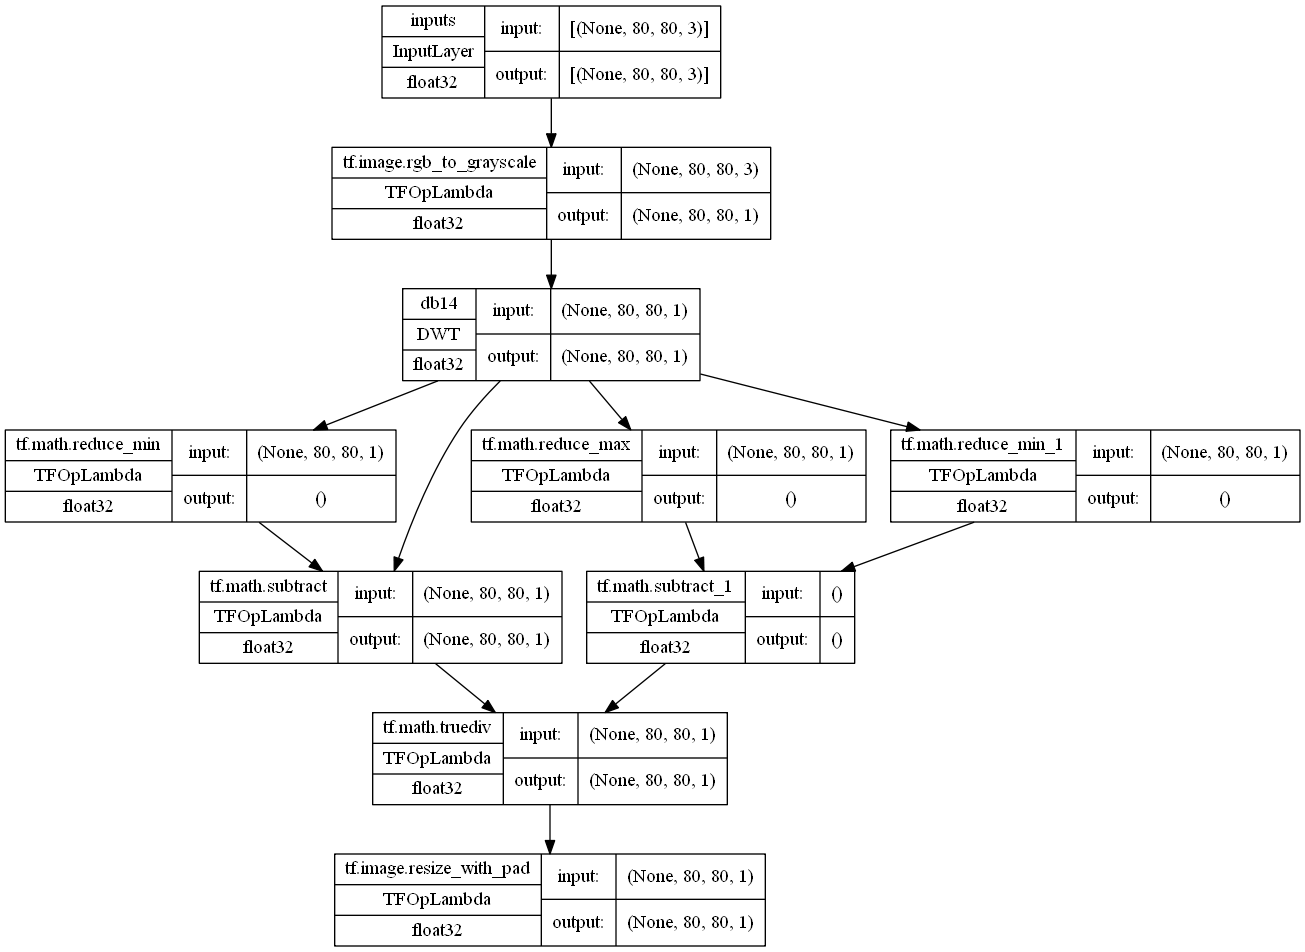 inputs
InputLayer
float32
input:
[(None, 80, 80, 3)]
output:
[(None, 80, 80, 3)]
tf.image.rgb_to_grayscale
TFOpLambda
float32
input:
(None, 80, 80, 3)
output:
(None, 80, 80, 1)
db14
DWT
float32
input:
(None, 80, 80, 1)
output:
(None, 80, 80, 1)
tf.math.reduce_min
TFOpLambda
float32
input:
(None, 80, 80, 1)
output:
()
tf.math.reduce_max
TFOpLambda
float32
input:
(None, 80, 80, 1)
output:
()
tf.math.reduce_min_1
TFOpLambda
float32
input:
(None, 80, 80, 1)
output:
()
tf.math.subtract
TFOpLambda
float32
input:
(None, 80, 80, 1)
output:
(None, 80, 80, 1)
tf.math.subtract_1
TFOpLambda
float32
input:
()
output:
()
tf.math.truediv
TFOpLambda
float32
input:
(None, 80, 80, 1)
output:
(None, 80, 80, 1)
tf.image.resize_with_pad
TFOpLambda
float32
input:
(None, 80, 80, 1)
output:
(None, 80, 80, 1)